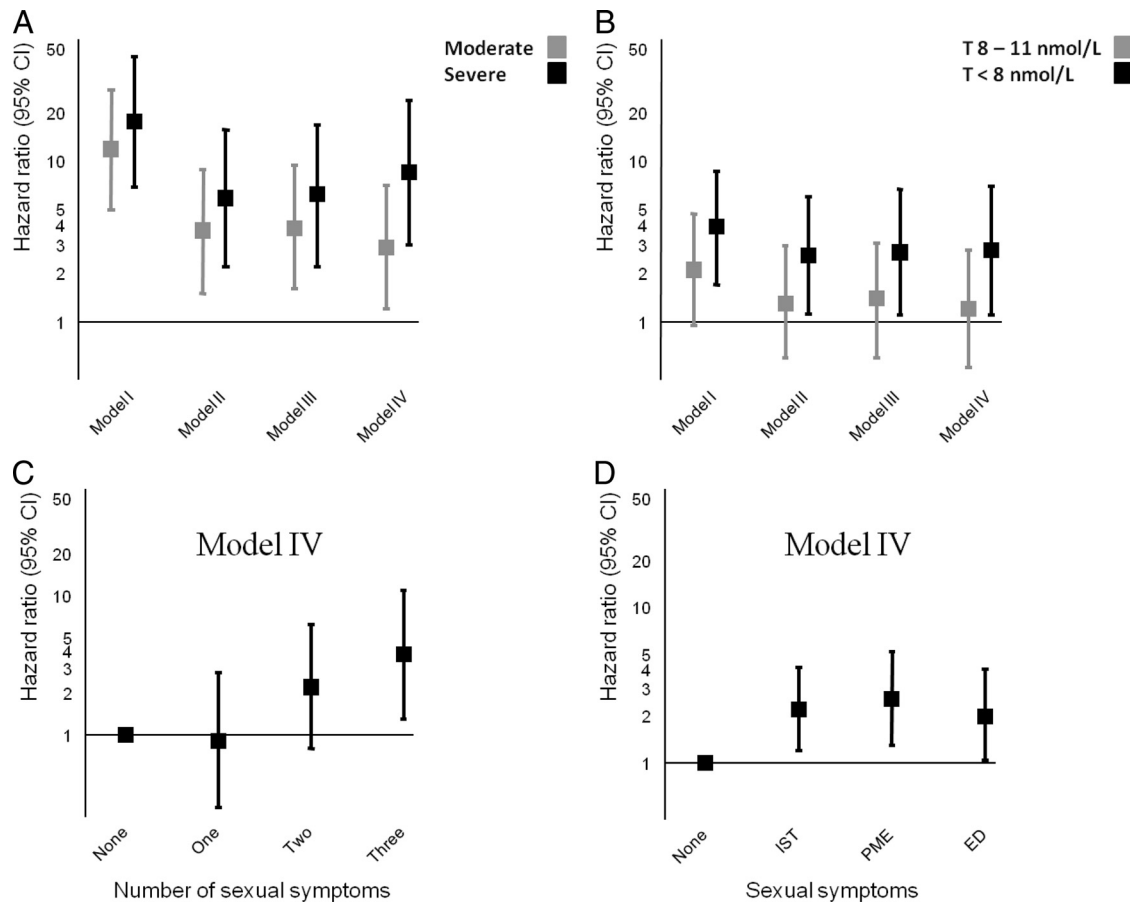 A
Moderate
Severe
Hazard ratio (95% CI)
50
20
10
5
4
3
2
1
Model I
Model II
Model III
Model IV
B
T 8 – 11 nmol/L
T < 8 nmol/L
Hazard ratio (95% CI)
50
20
10
5
4
3
2
1
Model I
Model II
Model III
Model IV
C
Model IV
Hazard ratio (95% CI)
50
20
10
5
4
3
2
1
None
One
Two
Three
Number of sexual symptoms
D
Model IV
Hazard ratio (95% CI)
50
20
10
5
4
3
2
1
None
IST
PME
ED
Sexual symptoms